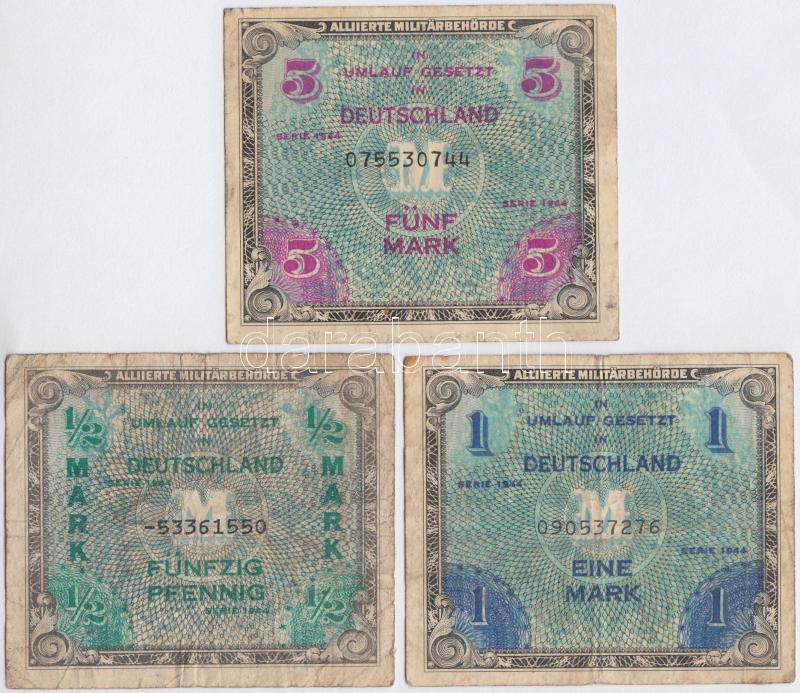 ALLIIERTE MILITÄRBEHÖRDE
IN
5 UMLAUF GESETZT 5
IN
DEUTSCHLAND
SERIE 1944
075530744
M
SERIE 1944
FÜNF
5 MARK 5
darabanth
ALLIIERTE MILITÄRBEHÖRDE
IN
1/2 UMLAUF GESETZT 1/2
IN
DEUTSCHLAND
SERIE 1944
MARK
M
MARK
-53361550
FÜNFZIG
PFENNIG
1/2 SERIE 1944 1/2
ALLIIERTE MILITÄRBEHÖRDE
IN
1 UMLAUF GESETZT 1
IN
DEUTSCHLAND
SERIE 1944
M
090537276
SERIE 1944
EINE
1 MARK 1